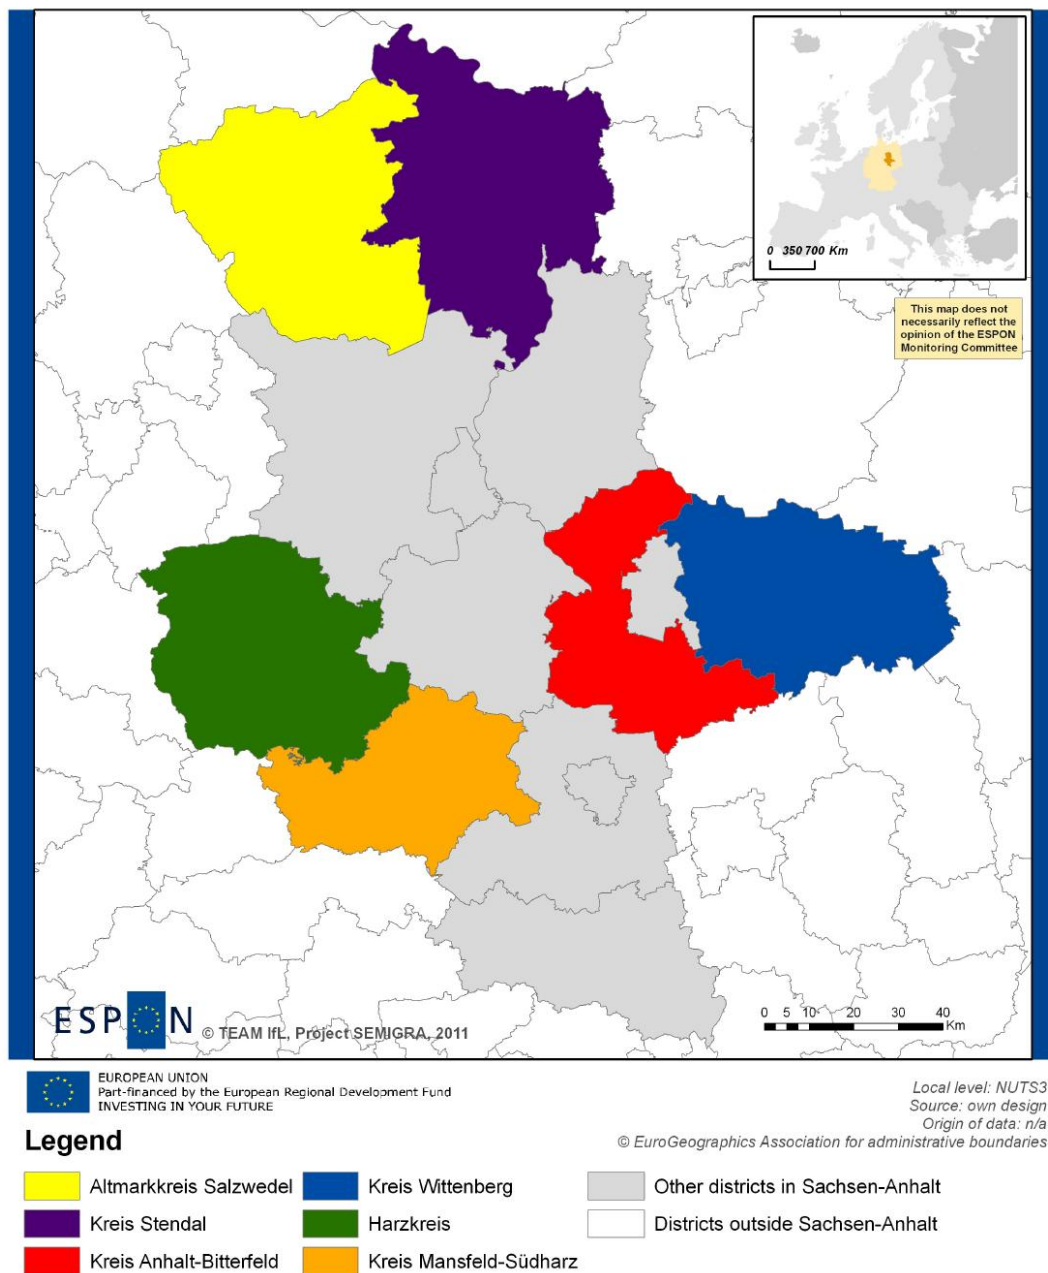 0 350 700 Km
This map does not
necessarily reflect the
opinion of the ESPON
Monitoring Committee
ESPON
© TEAM IfL, Project SEMIGRA, 2011
0 5 10 20 30 40
Km
EUROPEAN UNION
Part-financed by the European Regional Development Fund
INVESTING IN YOUR FUTURE
Local level: NUTS3
Source: own design
Origin of data: n/a
© EuroGeographics Association for administrative boundaries
Legend
Altmarkkreis Salzwedel
Kreis Stendal
Kreis Anhalt-Bitterfeld
Kreis Wittenberg
Harzkreis
Kreis Mansfeld-Südharz
Other districts in Sachsen-Anhalt
Districts outside Sachsen-Anhalt